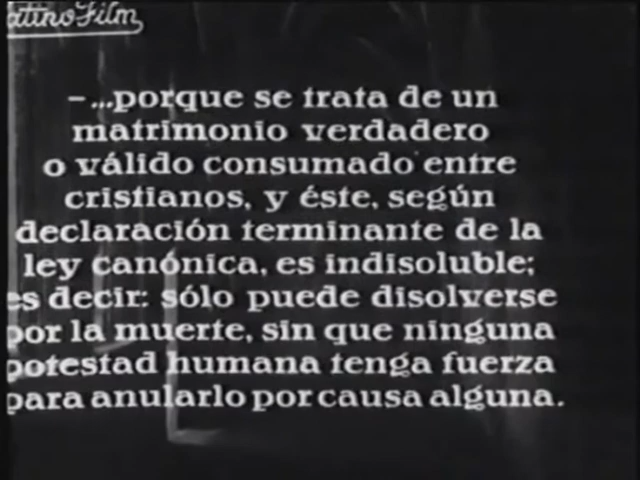 atino Film
–...porque se trata de un
matrimonio verdadero
o válido consumado entre
cristianos, y éste, según
declaración terminante de la
ley canónica, es indisoluble;
es decir: sólo puede disolverse
por la muerte, sin que ninguna
potestad humana tenga fuerza
para anularlo por causa alguna.